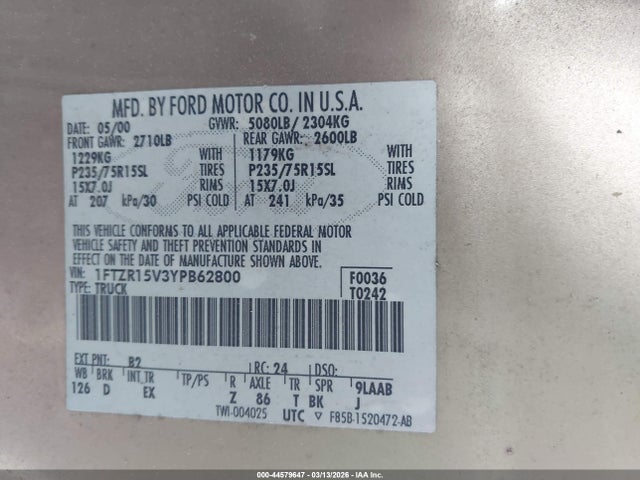 MFD. BY FORD MOTOR CO. IN U.S.A.
DATE: 05/00 GVWR: 5080LB/ 2304KG
FRONT GAWR: 2710LB REAR GAWR: 2600LB
1229KG WITH 1179KG WITH
P235/75R15SL TIRES P235/75R15SL TIRES
15X7.0J RIMS 15X7.0J RIMS
AT 207 kPa/30 PSI COLD AT 241 kPa/35 PSI COLD
THIS VEHICLE CONFORMS TO ALL APPLICABLE FEDERAL MOTOR
VEHICLE SAFETY AND THEFT PREVENTION STANDARDS IN
EFFECT ON THE DATE OF MANUFACTURE SHOWN ABOVE.
VIN: 1FTZR15V3YPB62800 F0036
TYPE: TRUCK T0242
EXT PNT: B2 RC: 24 DSO:
WB BRK INT TR TP/PS R AXLE TR SPR 9LAAB
126 D EX Z 86 T BK J
TWI-004025 UTC ▽ F85B-1520472-AB
000-44579647 - 03/13/2026 - IAA Inc.